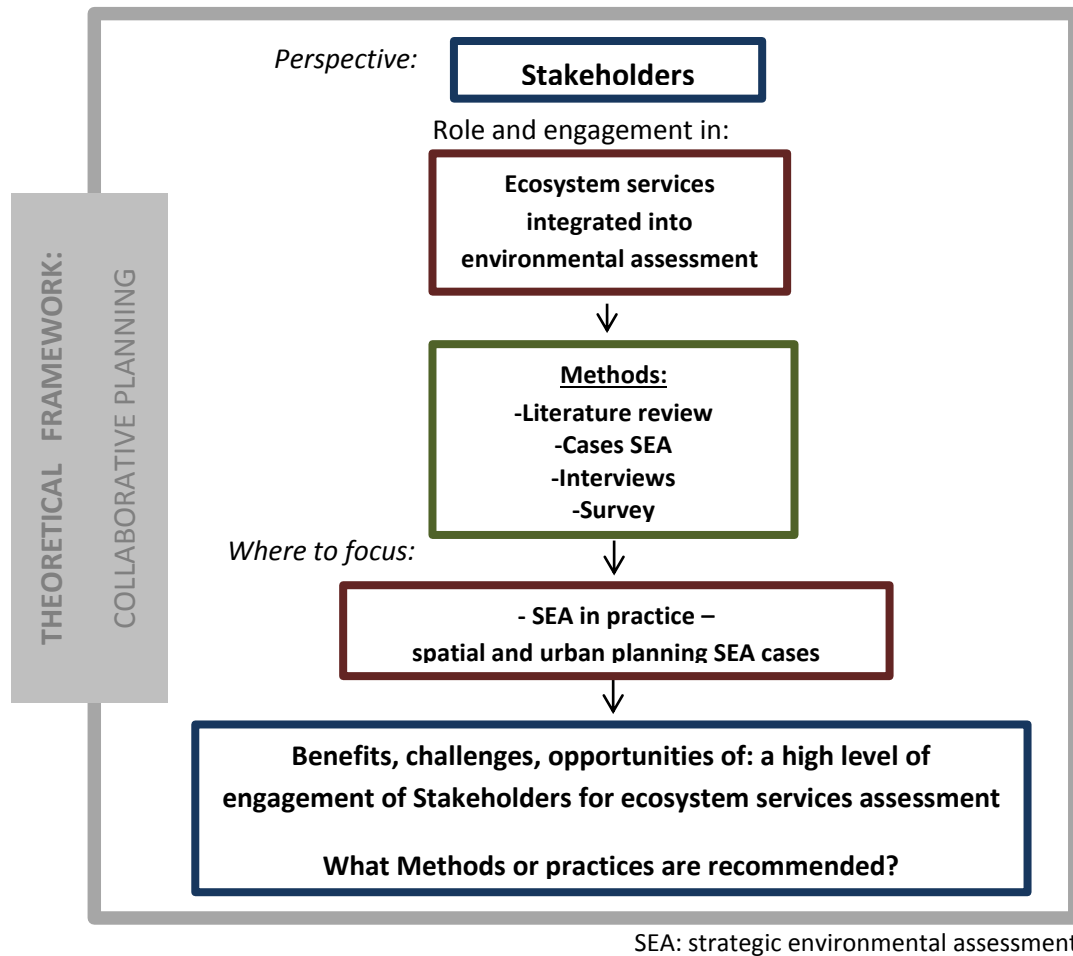 Perspective:
Stakeholders
Role and engagement in:
Ecosystem services
integrated into
environmental assessment
THEORETICAL FRAMEWORK:
COLLABORATIVE PLANNING
Methods:
-Literature review
-Cases SEA
-Interviews
-Survey
Where to focus:
- SEA in practice –
spatial and urban planning SEA cases
Benefits, challenges, opportunities of: a high level of
engagement of Stakeholders for ecosystem services assessment
What Methods or practices are recommended?
SEA: strategic environmental assessment